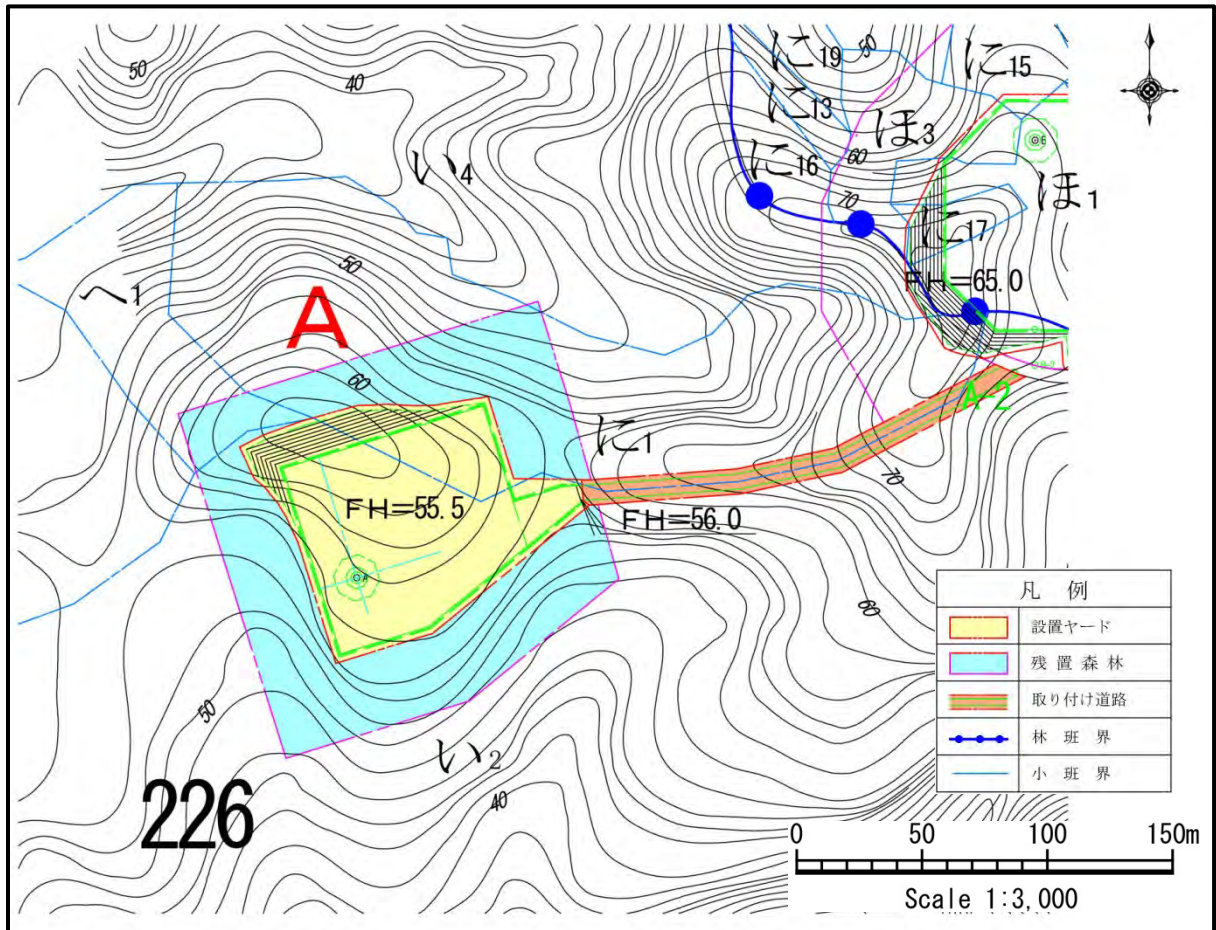 50
40
に19
50
に15
に13
ほ3
い4
に16
60
70
に17
ほ1
へ1
50
FH=65.0
A
60
A-2
に1
70
FH=55.5
FH=56.0
A
60
50
い2
40
226
凡 例
設置ヤード
残置森林
取り付け道路
林班界
小班界
0 50 100 150m
Scale 1:3,000